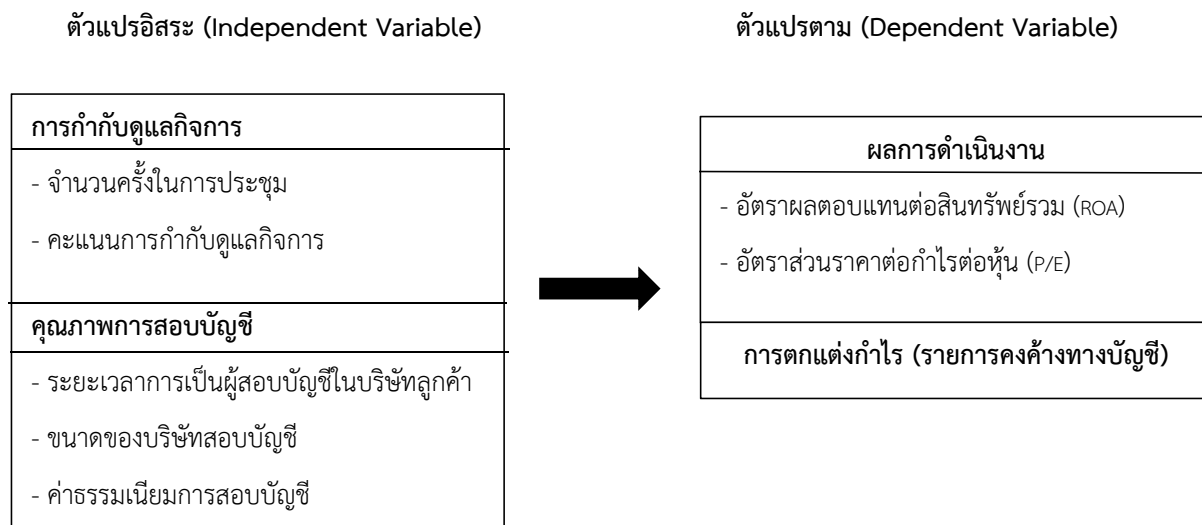 ตัวแปรอิสระ (Independent Variable)
ตัวแปรตาม (Dependent Variable)
การกำกับดูแลกิจการ
- จำนวนครั้งในการประชุม
- คะแนนการกำกับดูแลกิจการ
คุณภาพการสอบบัญชี
- ระยะเวลาการเป็นผู้สอบบัญชีในบริษัทลูกค้า
- ขนาดของบริษัทสอบบัญชี
- ค่าธรรมเนียมการสอบบัญชี
ผลการดำเนินงาน
- อัตราผลตอบแทนต่อสินทรัพย์รวม (ROA)
- อัตราส่วนราคาต่อกำไรต่อหุ้น (P/E)
การตกแต่งกำไร (รายการคงค้างทางบัญชี)